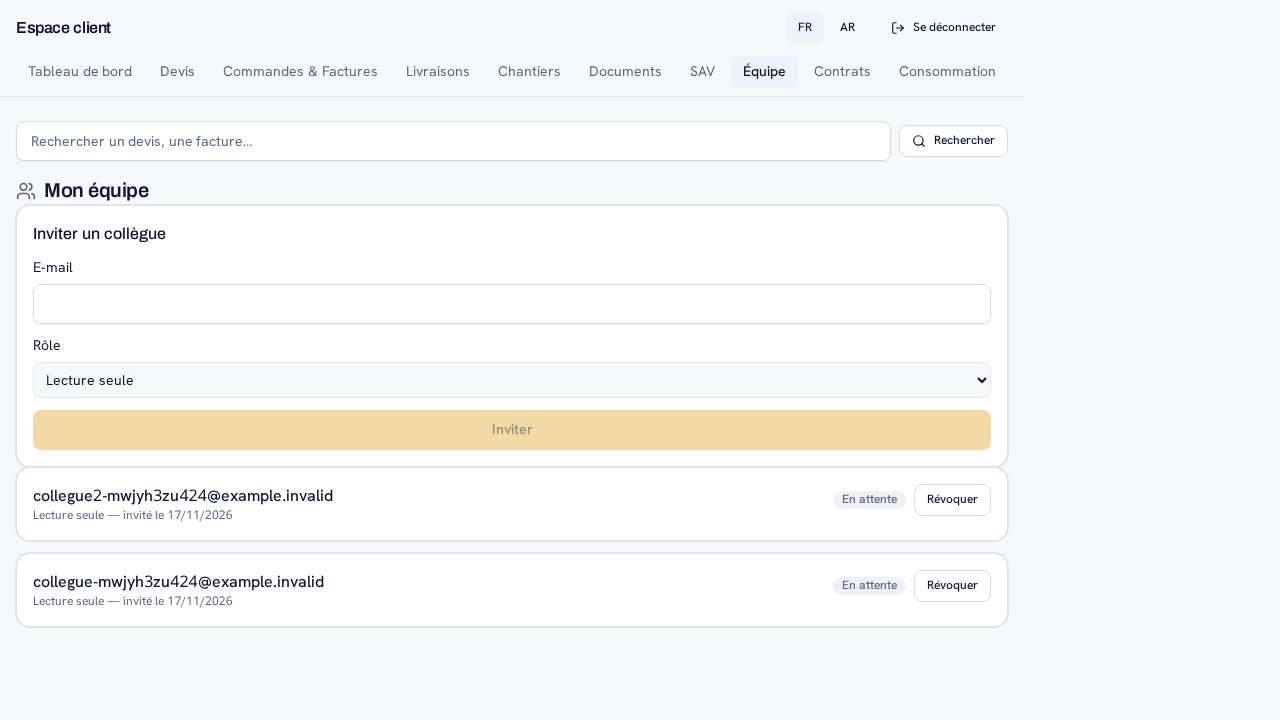 Espace client
FR
AR
Se déconnecter
Tableau de bord
Devis
Commandes & Factures
Livraisons
Chantiers
Documents
SAV
Équipe
Contrats
Consommation
Rechercher un devis, une facture...
Rechercher
Mon équipe
Inviter un collègue
E-mail
Rôle
Lecture seule
Inviter
collegue2-mwjyh3zu424@example.invalid
Lecture seule — invité le 17/11/2026
En attente
Révoquer
collegue-mwjyh3zu424@example.invalid
Lecture seule — invité le 17/11/2026
En attente
Révoquer